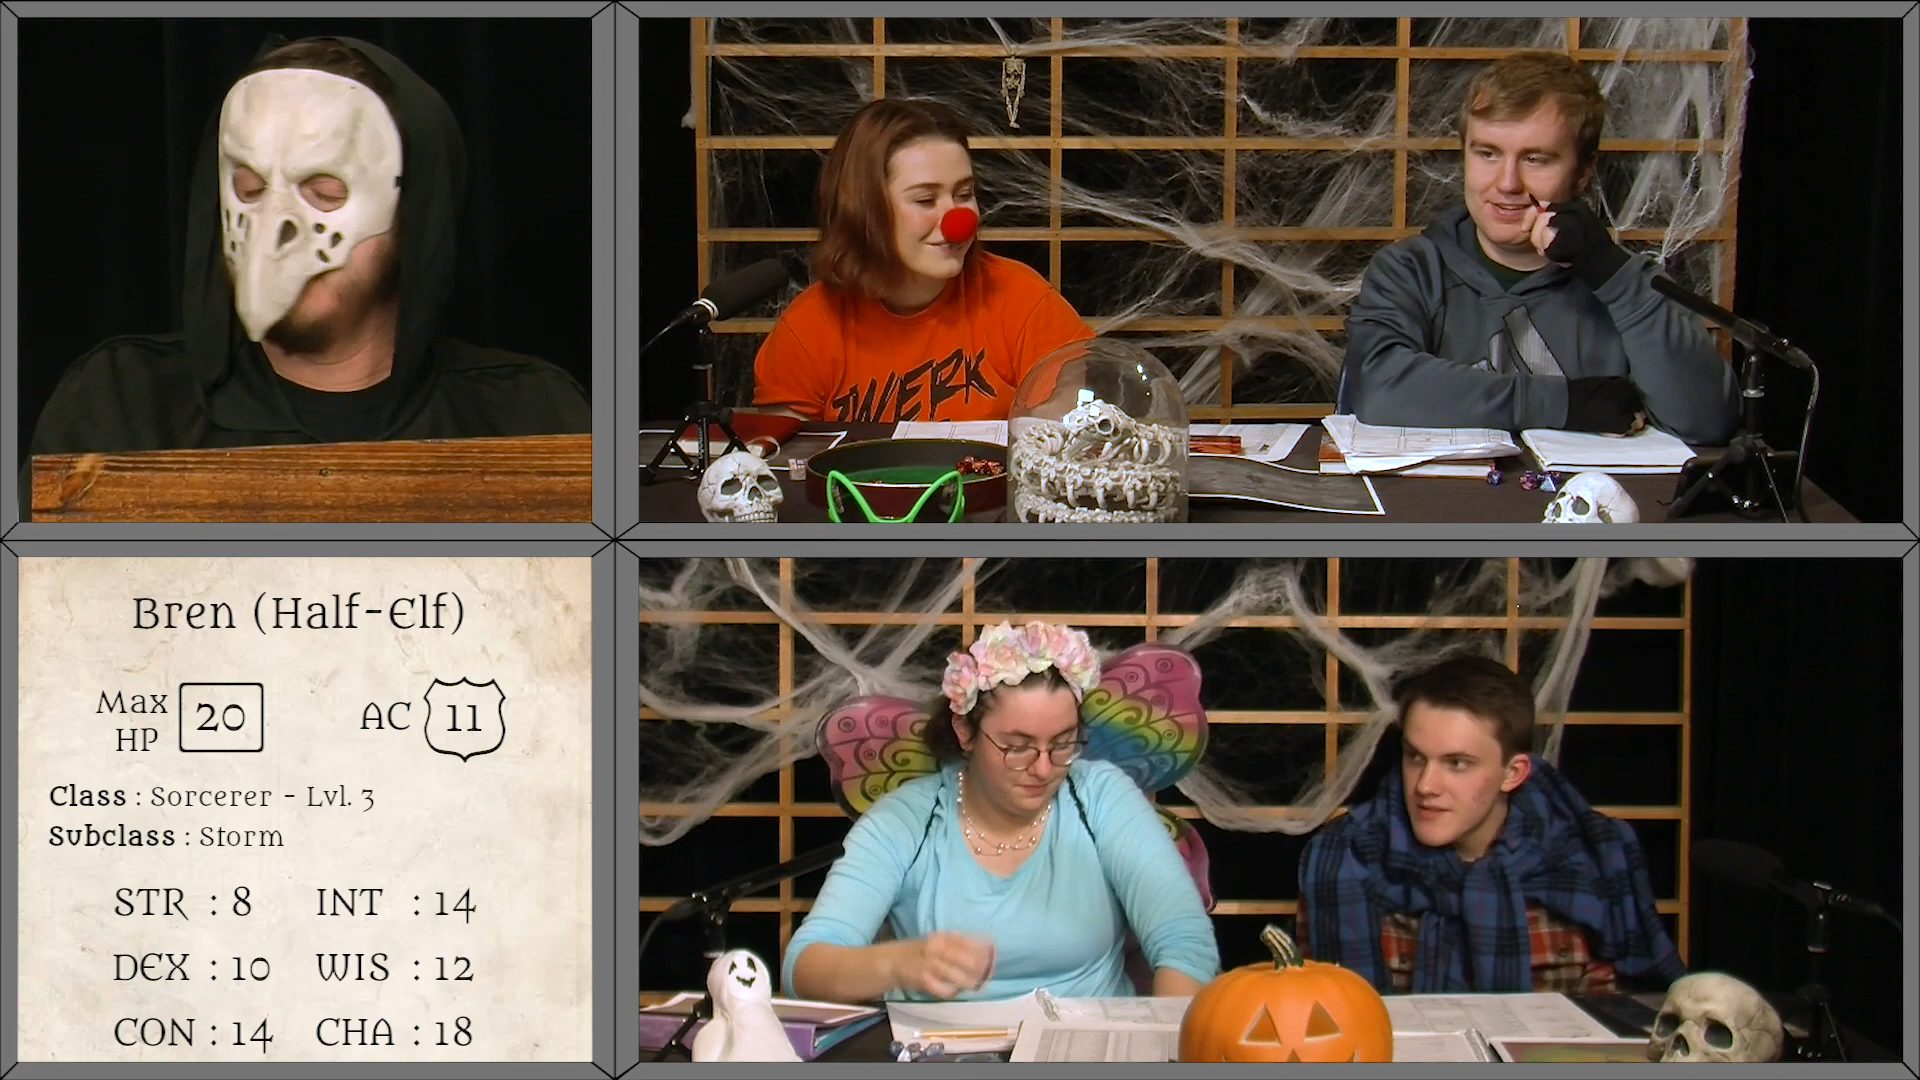 TWERK
Bren (Half-Elf)
Max HP 20 AC 11
Class : Sorcerer - Lvl. 3
Subclass : Storm
STR : 8 INT : 14
DEX : 10 WIS : 12
CON : 14 CHA : 18